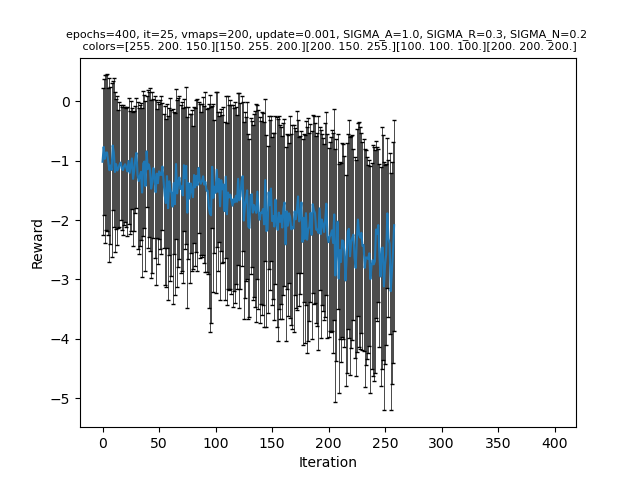 epochs=400, it=25, vmaps=200, update=0.001, SIGMA_A=1.0, SIGMA_R=0.3, SIGMA_N=0.2
colors=[255. 200. 150.][150. 255. 200.][200. 150. 255.][100. 100. 100.][200. 200. 200.]
0
−1
−2
−3
−4
−5
Reward
0 50 100 150 200 250 300 350 400
Iteration